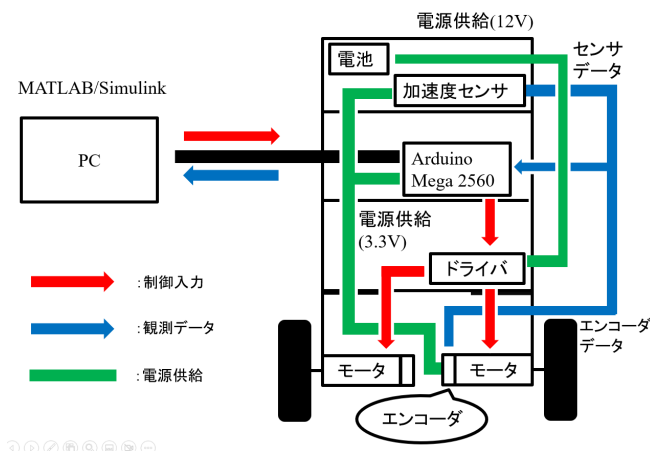 電源供給(12V)
電池
センサ
データ
加速度センサ
MATLAB/Simulink
PC
Arduino
Mega 2560
電源供給
(3.3V)
ドライバ
:制御入力
:観測データ
:電源供給
エンコーダ
データ
モータ
モータ
エンコーダ